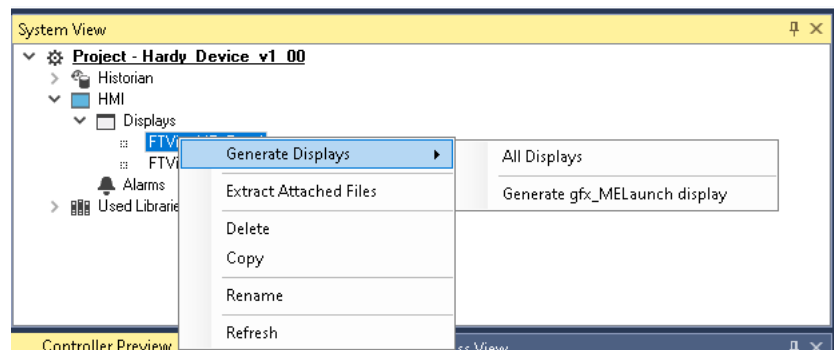 System View
Project - Hardy_Device_v1_00
Historian
HMI
Displays
Generate Displays
All Displays
Alarms
Extract Attached Files
Generate gfx_MELaunch display
Used
Delete
Copy
Rename
Refresh
Controller Preview
View